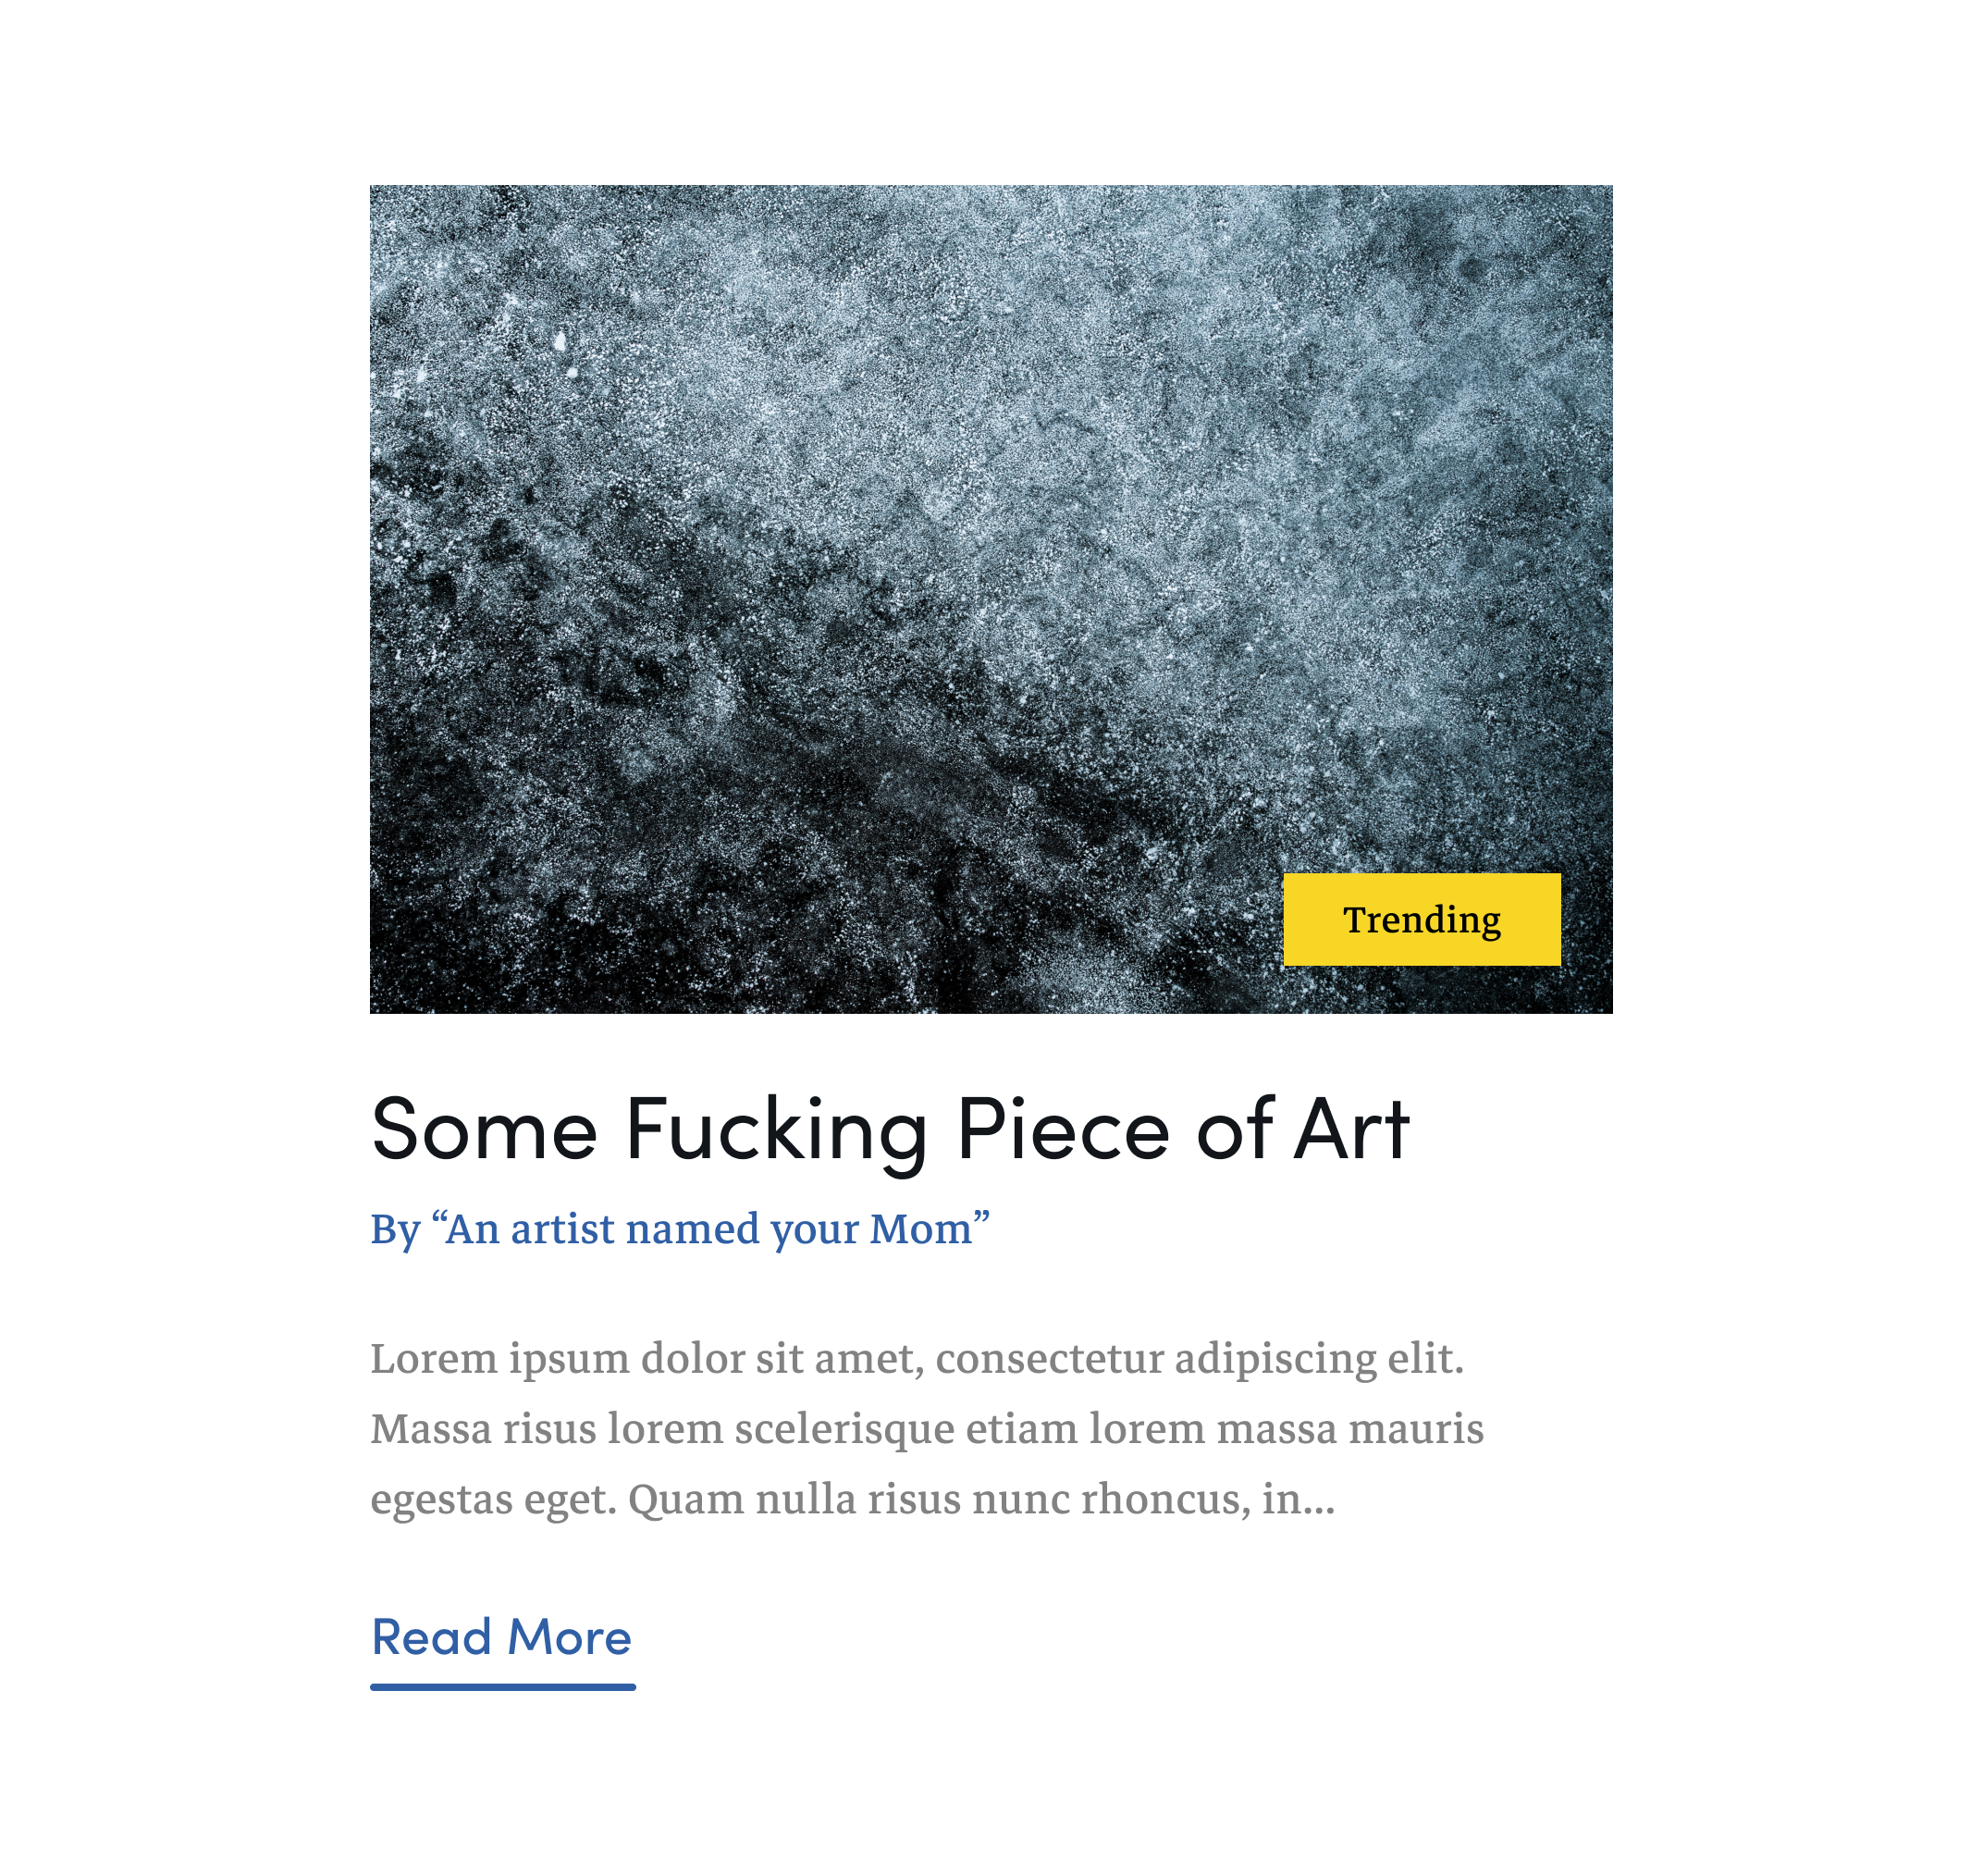 Trending
Some Fucking Piece of Art
By “An artist named your Mom”
Lorem ipsum dolor sit amet, consectetur adipiscing elit.
Massa risus lorem scelerisque etiam lorem massa mauris
egestas eget. Quam nulla risus nunc rhoncus, in...
Read More